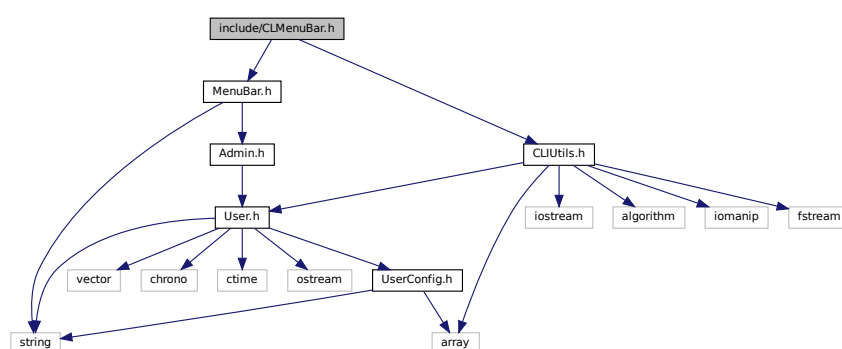 include/CLMenuBar.h
MenuBar.h
Admin.h
CLIUtils.h
User.h
iostream
algorithm
iomanip
fstream
vector
chrono
ctime
ostream
UserConfig.h
string
array